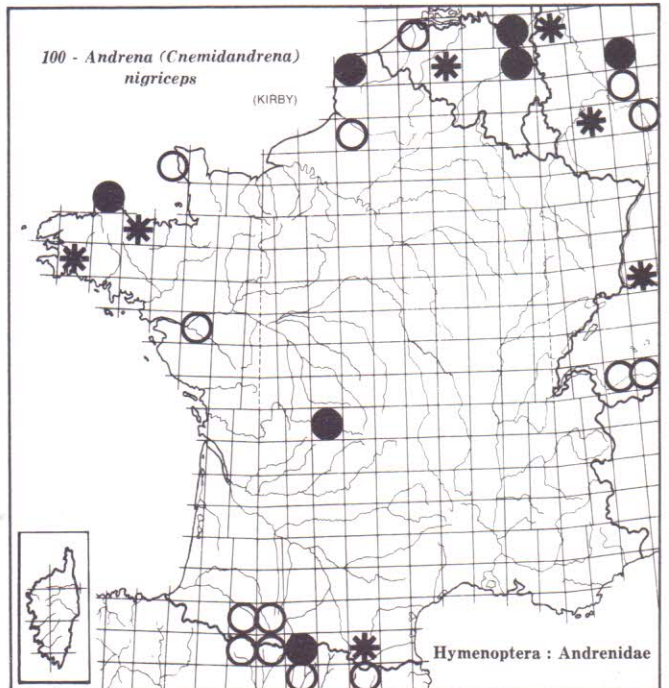 100 - Andrena (Cnemidandrena)
nigriceps
(KIRBY)
Hymenoptera : Andrenidae